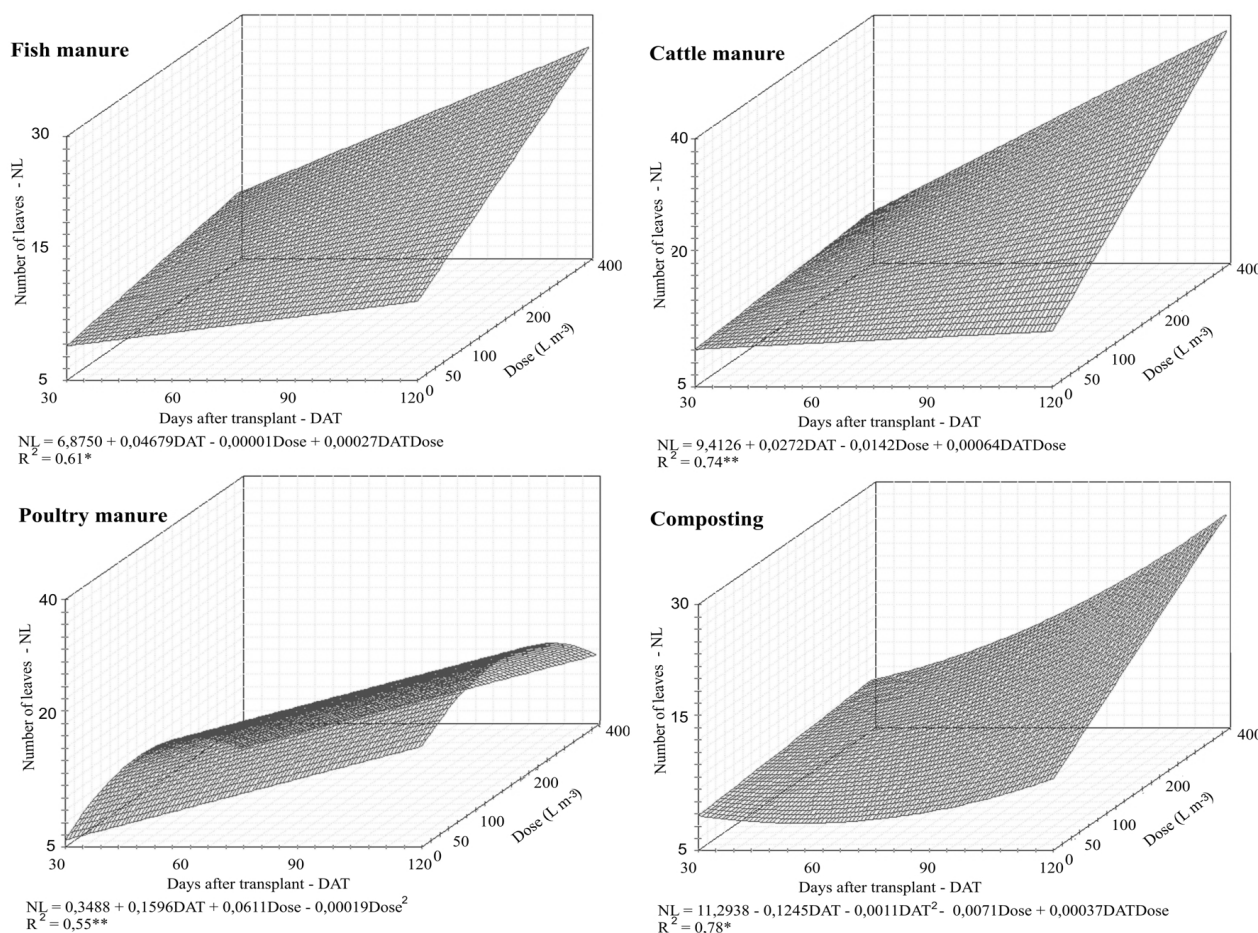 Fish manure
30
15
5
Number of leaves - NL
30
60
90
120
Days after transplant - DAT
0
50
100
200
400
Dose (L m⁻³)
NL = 6,8750 + 0,04679DAT - 0,00001Dose + 0,00027DATDose
R² = 0,61*
Cattle manure
40
20
5
Number of leaves - NL
30
60
90
120
Days after transplant - DAT
0
50
100
200
400
Dose (L m⁻³)
NL = 9,4126 + 0,0272DAT - 0,0142Dose + 0,00064DATDose
R² = 0,74**
Poultry manure
40
20
5
Number of leaves - NL
30
60
90
120
Days after transplant - DAT
0
50
100
200
400
Dose (L m⁻³)
NL = 0,3488 + 0,1596DAT + 0,0611Dose - 0,00019Dose²
R² = 0,55**
Composting
30
15
5
Number of leaves - NL
30
60
90
120
Days after transplant - DAT
0
50
100
200
400
Dose (L m⁻³)
NL = 11,2938 - 0,1245DAT - 0,0011DAT² - 0,0071Dose + 0,00037DATDose
R² = 0,78*